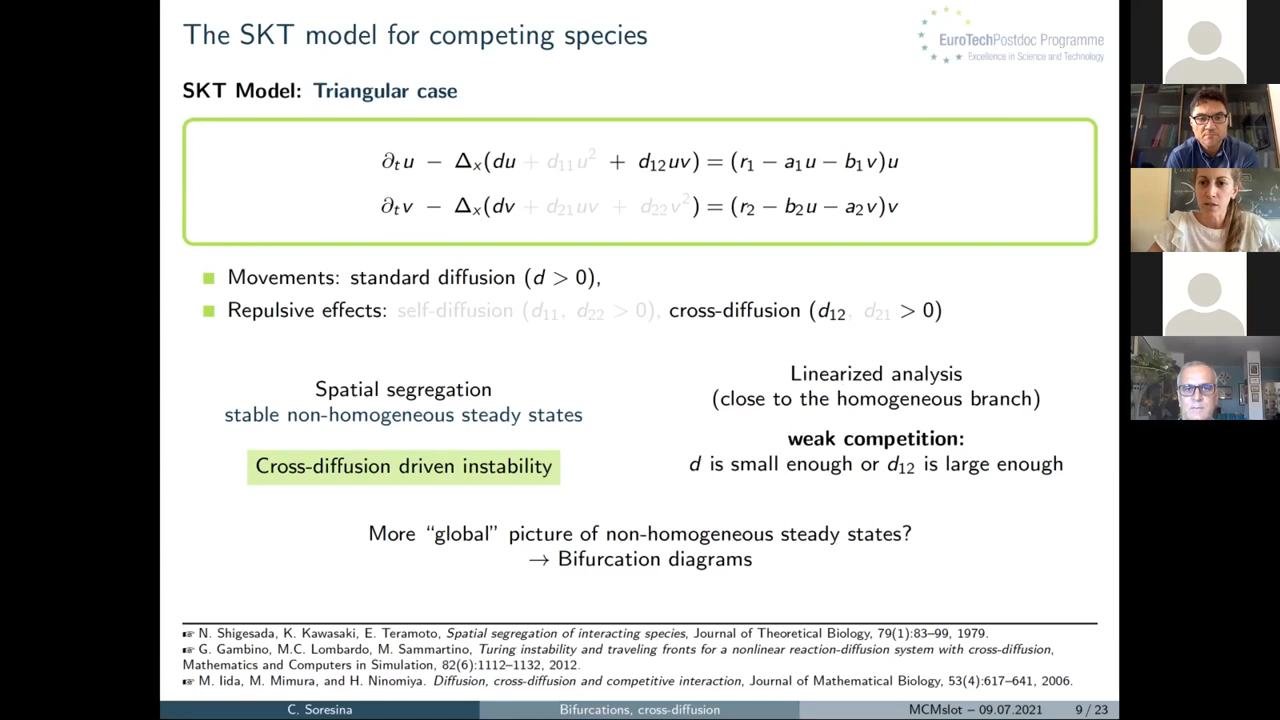 The SKT model for competing species
EuroTechPostdoc Programme
Excellence in Science and Technology
SKT Model: Triangular case
∂ₜu − Δₓ(du + d₁₁u² + d₁₂uv) = (r₁ − a₁u − b₁v)u
∂ₜv − Δₓ(dv + d₂₁uv + d₂₂v²) = (r₂ − b₂u − a₂v)v
Movements: standard diffusion (d > 0),
Repulsive effects: self-diffusion (d₁₁, d₂₂ > 0), cross-diffusion (d₁₂, d₂₁ > 0)
Spatial segregation
stable non-homogeneous steady states
Cross-diffusion driven instability
Linearized analysis
(close to the homogeneous branch)
weak competition:
d is small enough or d₁₂ is large enough
More “global” picture of non-homogeneous steady states?
→ Bifurcation diagrams
☞ N. Shigesada, K. Kawasaki, E. Teramoto, Spatial segregation of interacting species, Journal of Theoretical Biology, 79(1):83–99, 1979.
☞ G. Gambino, M.C. Lombardo, M. Sammartino, Turing instability and traveling fronts for a nonlinear reaction-diffusion system with cross-diffusion,
Mathematics and Computers in Simulation, 82(6):1112–1132, 2012.
☞ M. Iida, M. Mimura, and H. Ninomiya. Diffusion, cross-diffusion and competitive interaction, Journal of Mathematical Biology, 53(4):617–641, 2006.
C. Soresina
Bifurcations, cross-diffusion
MCMslot – 09.07.2021
9 / 23